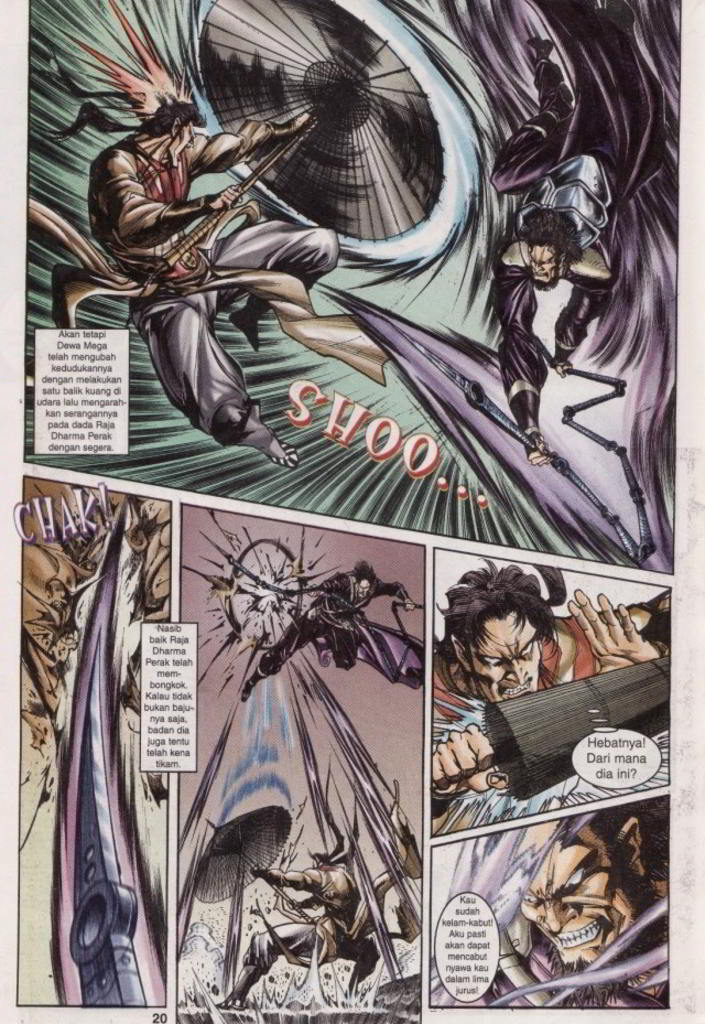 Akan tetapi
Dewa Mega
telah mengubah
kedudukannya
dengan melakukan
satu balik kuang di
udara lalu mengarah-
kan serangannya
pada dada Raja
Dharma Perak
dengan segera.
SHOO...
CHAK!
Nasib
baik Raja
Dharma
Perak telah
mem-
bongkok.
Kalau tidak
bukan baju-
nya saja,
badan dia
juga tentu
telah kena
tikam.
Hebatnya!
Dari mana
dia ini?
Kau
sudah
kelam-kabut!
Aku pasti
akan dapat
mencabut
nyawa kau
dalam lima
jurus!
20